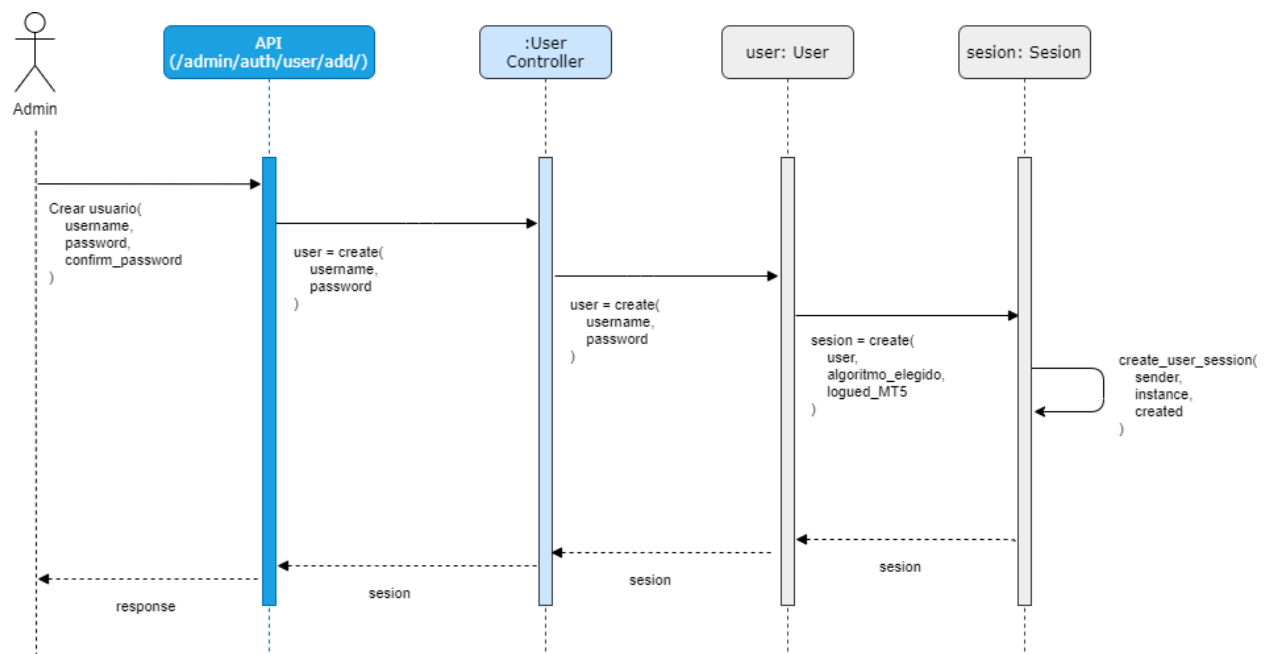 Admin
API
(/admin/auth/user/add/)
:User
Controller
user: User
sesion: Sesion
Crear usuario(
username,
password,
confirm_password
)
user = create(
username,
password
)
user = create(
username,
password
)
sesion = create(
user,
algoritmo_elegido,
logued_MT5
)
create_user_session(
sender,
instance,
created
)
sesion
sesion
sesion
response